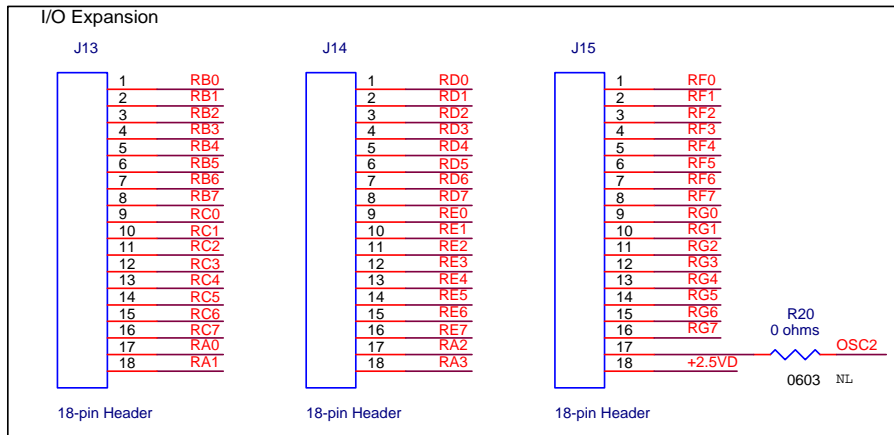 I/O Expansion
J13 J14 J15
1 RB0 1 RD0 1 RF0
2 RB1 2 RD1 2 RF1
3 RB2 3 RD2 3 RF2
4 RB3 4 RD3 4 RF3
5 RB4 5 RD4 5 RF4
6 RB5 6 RD5 6 RF5
7 RB6 7 RD6 7 RF6
8 RB7 8 RD7 8 RF7
9 RC0 9 RE0 9 RG0
10 RC1 10 RE1 10 RG1
11 RC2 11 RE2 11 RG2
12 RC3 12 RE3 12 RG3
13 RC4 13 RE4 13 RG4
14 RC5 14 RE5 14 RG5
15 RC6 15 RE6 15 RG6 R20
16 RC7 16 RE7 16 RG7 0 ohms
17 RA0 17 RA2 17 OSC2
18 RA1 18 RA3 18 +2.5VD
0603 NL
18-pin Header 18-pin Header 18-pin Header